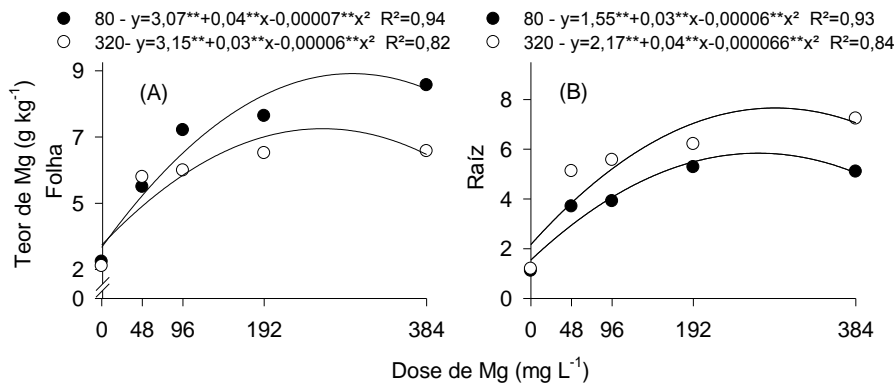 80 - y=3,07**+0,04**x-0,00007**x² R²=0,94
320- y=3,15**+0,03**x-0,00006**x² R²=0,82
80 - y=1,55**+0,03**x-0,00006**x² R²=0,93
320 - y=2,17**+0,04**x-0,000066**x² R²=0,84
(A)
Teor de Mg (g kg⁻¹)
Folha
9
7
5
2
0
0 48 96 192 384
(B)
Raíz
8
6
4
2
0
0 48 96 192 384
Dose de Mg (mg L⁻¹)